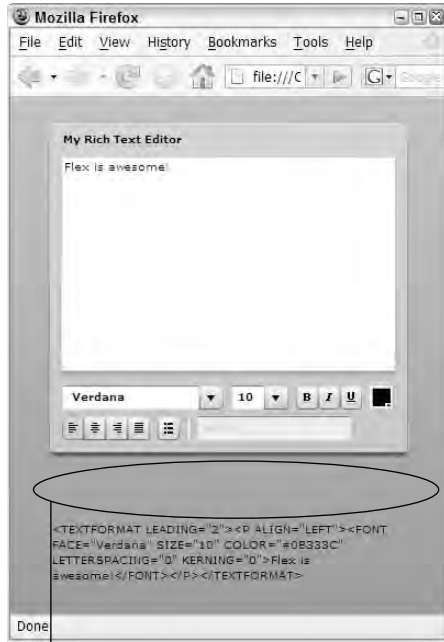 Mozilla Firefox
File Edit View History Bookmarks Tools Help
file:///C G
My Rich Text Editor
Flex is awesome!
Verdana 10 B I U
<TEXTFORMAT LEADING="2"><P ALIGN="LEFT"><FONT
FACE="Verdana" SIZE="10" COLOR="#0B333C"
LETTERSPACING="0" KERNING="0">Flex is
awesome!</FONT></P></TEXTFORMAT>
Done